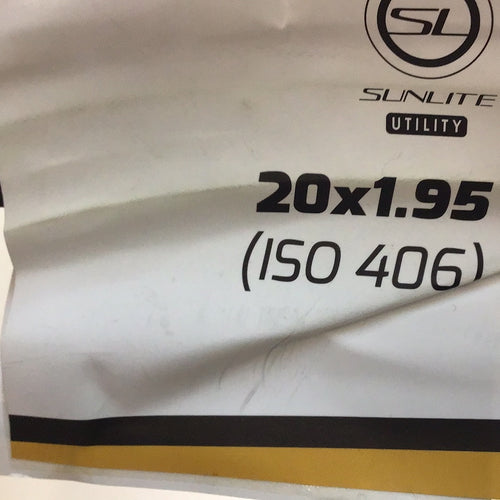 SL
SUNLITE
UTILITY
20x1.95
(ISO 406)